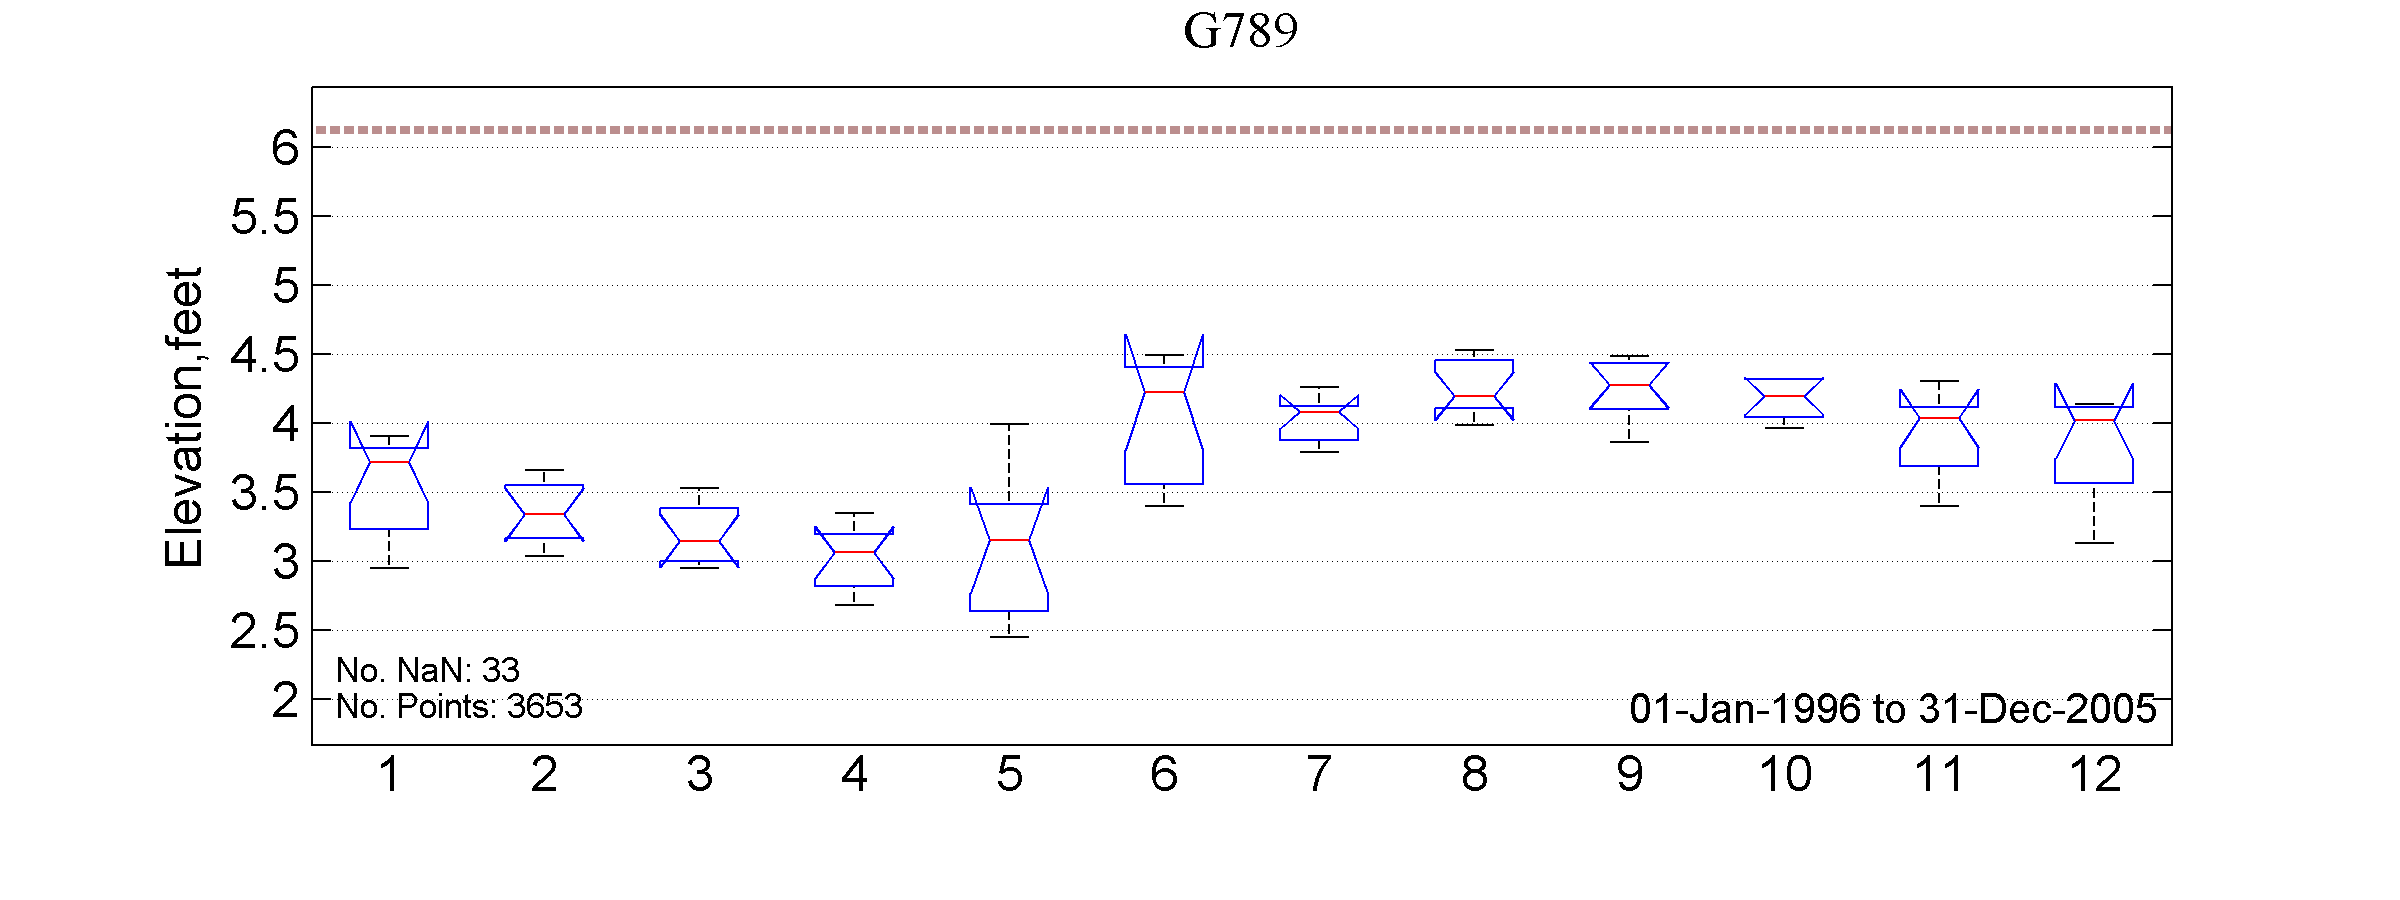 G789
Elevation,feet
6
5.5
5
4.5
4
3.5
3
2.5
2
No. NaN: 33
No. Points: 3653
01-Jan-1996 to 31-Dec-2005
1 2 3 4 5 6 7 8 9 10 11 12